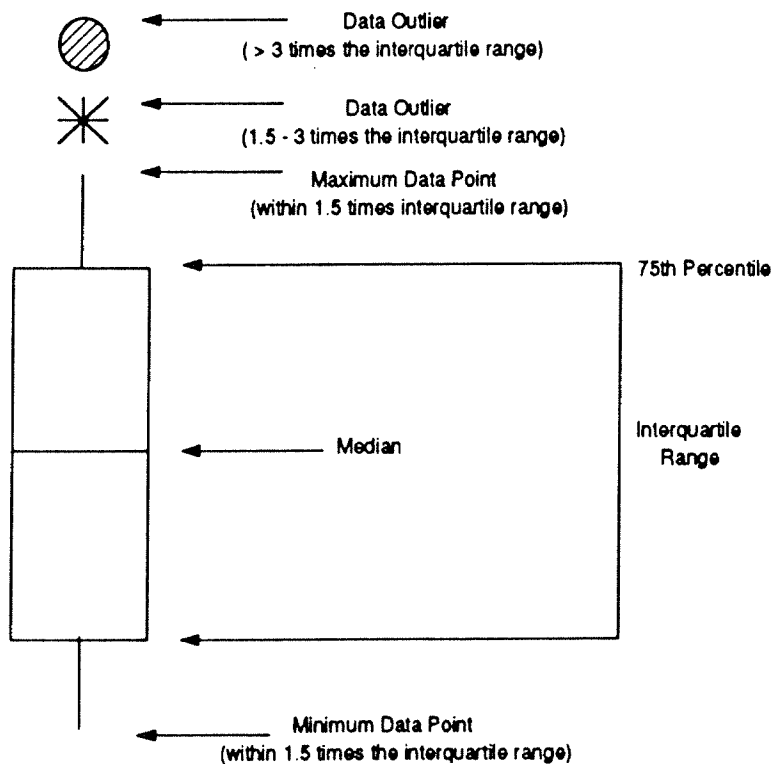 Data Outlier
( > 3 times the interquartile range)
Data Outlier
(1.5 - 3 times the interquartile range)
Maximum Data Point
(within 1.5 times interquartile range)
75th Percentile
Median
Interquartile
Range
Minimum Data Point
(within 1.5 times the interquartile range)